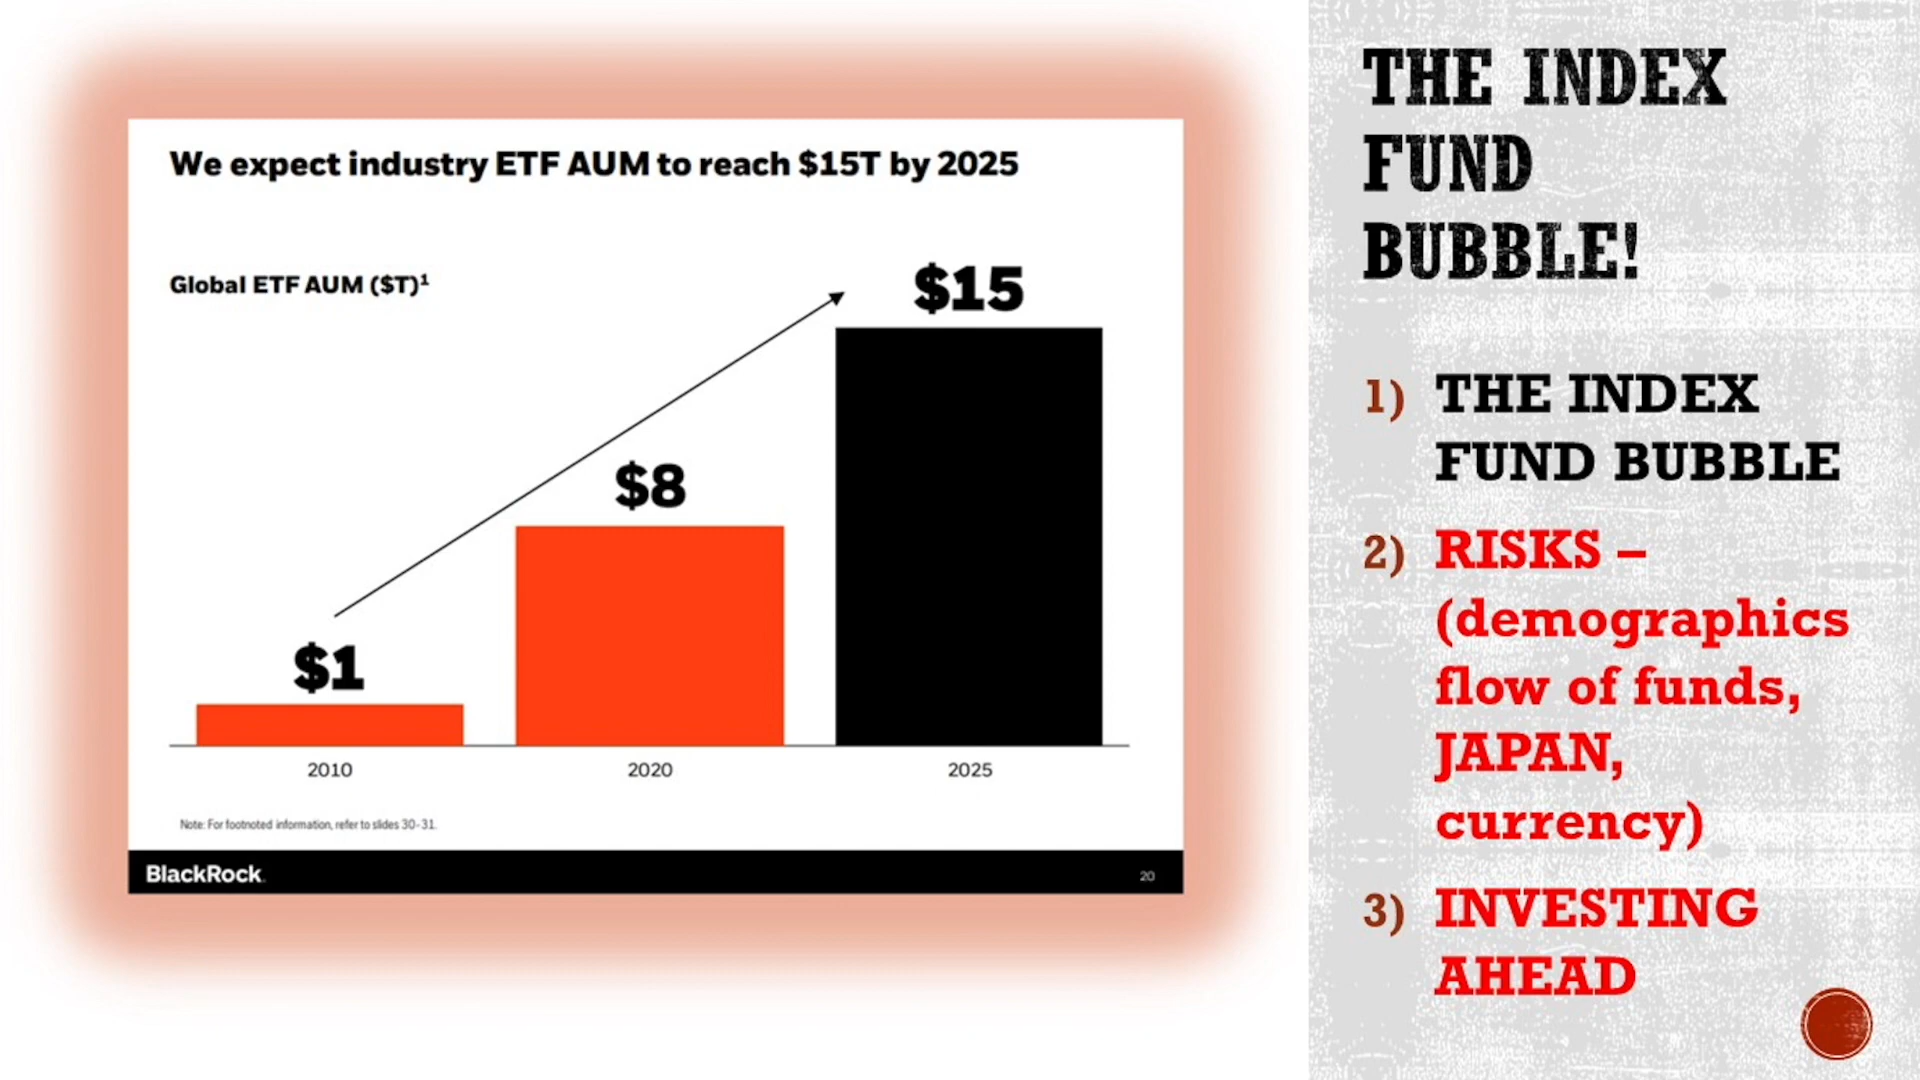 We expect industry ETF AUM to reach $15T by 2025
Global ETF AUM ($T)¹
$15
$8
$1
2010
2020
2025
Note: For footnoted information, refer to slides 30-31.
BlackRock.
20
THE INDEX
FUND
BUBBLE!
1) THE INDEX
FUND BUBBLE
2) RISKS –
(demographics
flow of funds,
JAPAN,
currency)
3) INVESTING
AHEAD